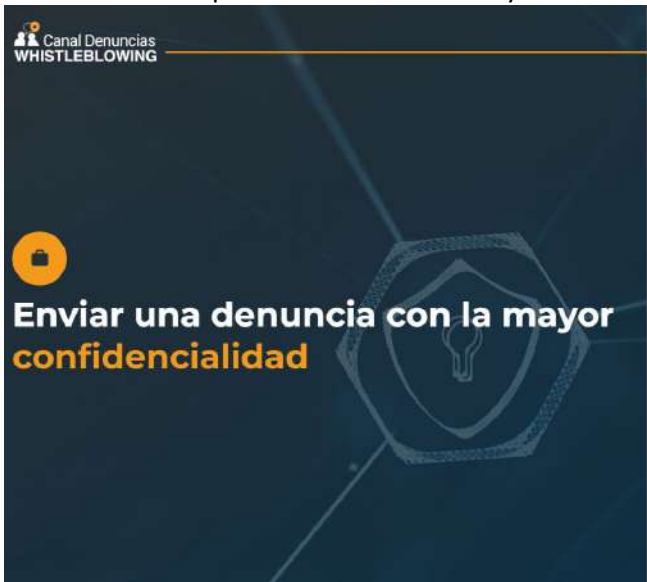 Canal Denuncias
WHISTLEBLOWING
Enviar una denuncia con la mayor
confidencialidad